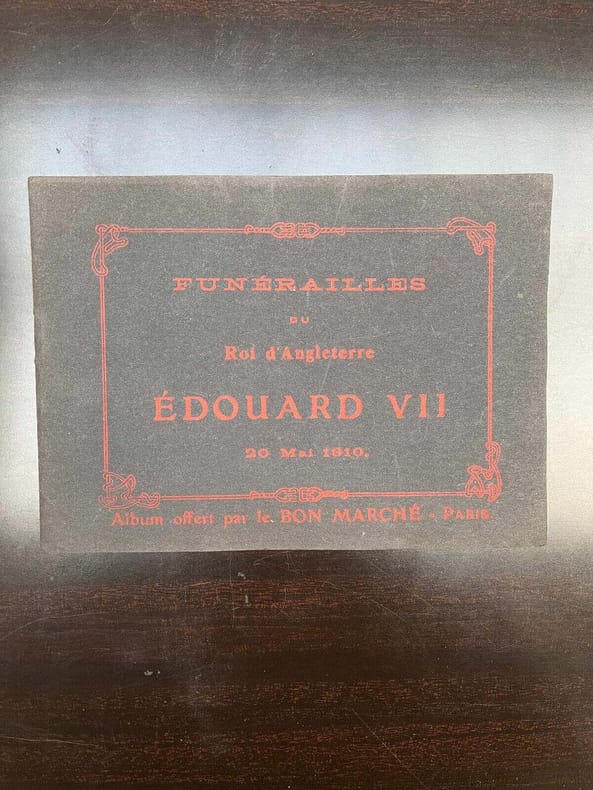 FUNÉRAILLES
DU
Roi d'Angleterre
ÉDOUARD VII
20 Mai 1910.
Album offert par le BON MARCHÉ - PARIS